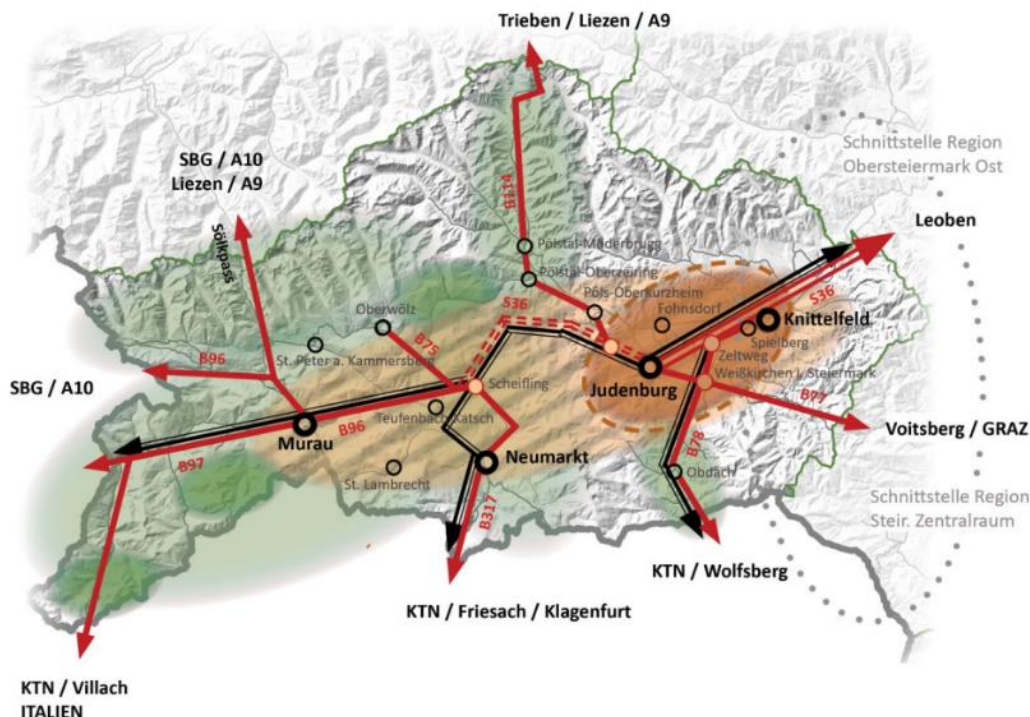 Trieben / Liezen / A9
SBG / A10
Liezen / A9
Schnittstelle Region
Obersteiermark Ost
Sölkpass
B114
Leoben
Pölstal-Möderbrugg
Pölstal-Oberzeiring
S36
Pöls-Oberkurzheim
S36
Oberwölz
Fohnsdorf
Knittelfeld
Spielberg
St. Peter a. Kammersberg
B75
Zeltweg
B96
Judenburg
Weißkirchen i. Steiermark
SBG / A10
Scheifling
B77
Teufenbach-Katsch
Murau
B96
Voitsberg / GRAZ
B78
Neumarkt
B97
St. Lambrecht
Obdach
B317
Schnittstelle Region
Steir. Zentralraum
KTN / Wolfsberg
KTN / Friesach / Klagenfurt
KTN / Villach
ITALIEN